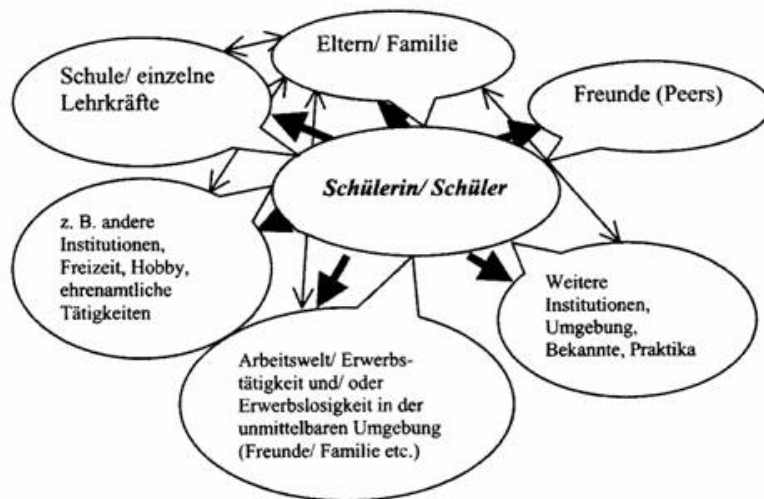 Eltern/ Familie
Schule/ einzelne
Lehrkräfte
Freunde (Peers)
Schülerin/ Schüler
z. B. andere
Institutionen,
Freizeit, Hobby,
ehrenamtliche
Tätigkeiten
Weitere
Institutionen,
Umgebung,
Bekannte, Praktika
Arbeitswelt/ Erwerbs-
tätigkeit und/ oder
Erwerbslosigkeit in der
unmittelbaren Umgebung
(Freunde/ Familie etc.)